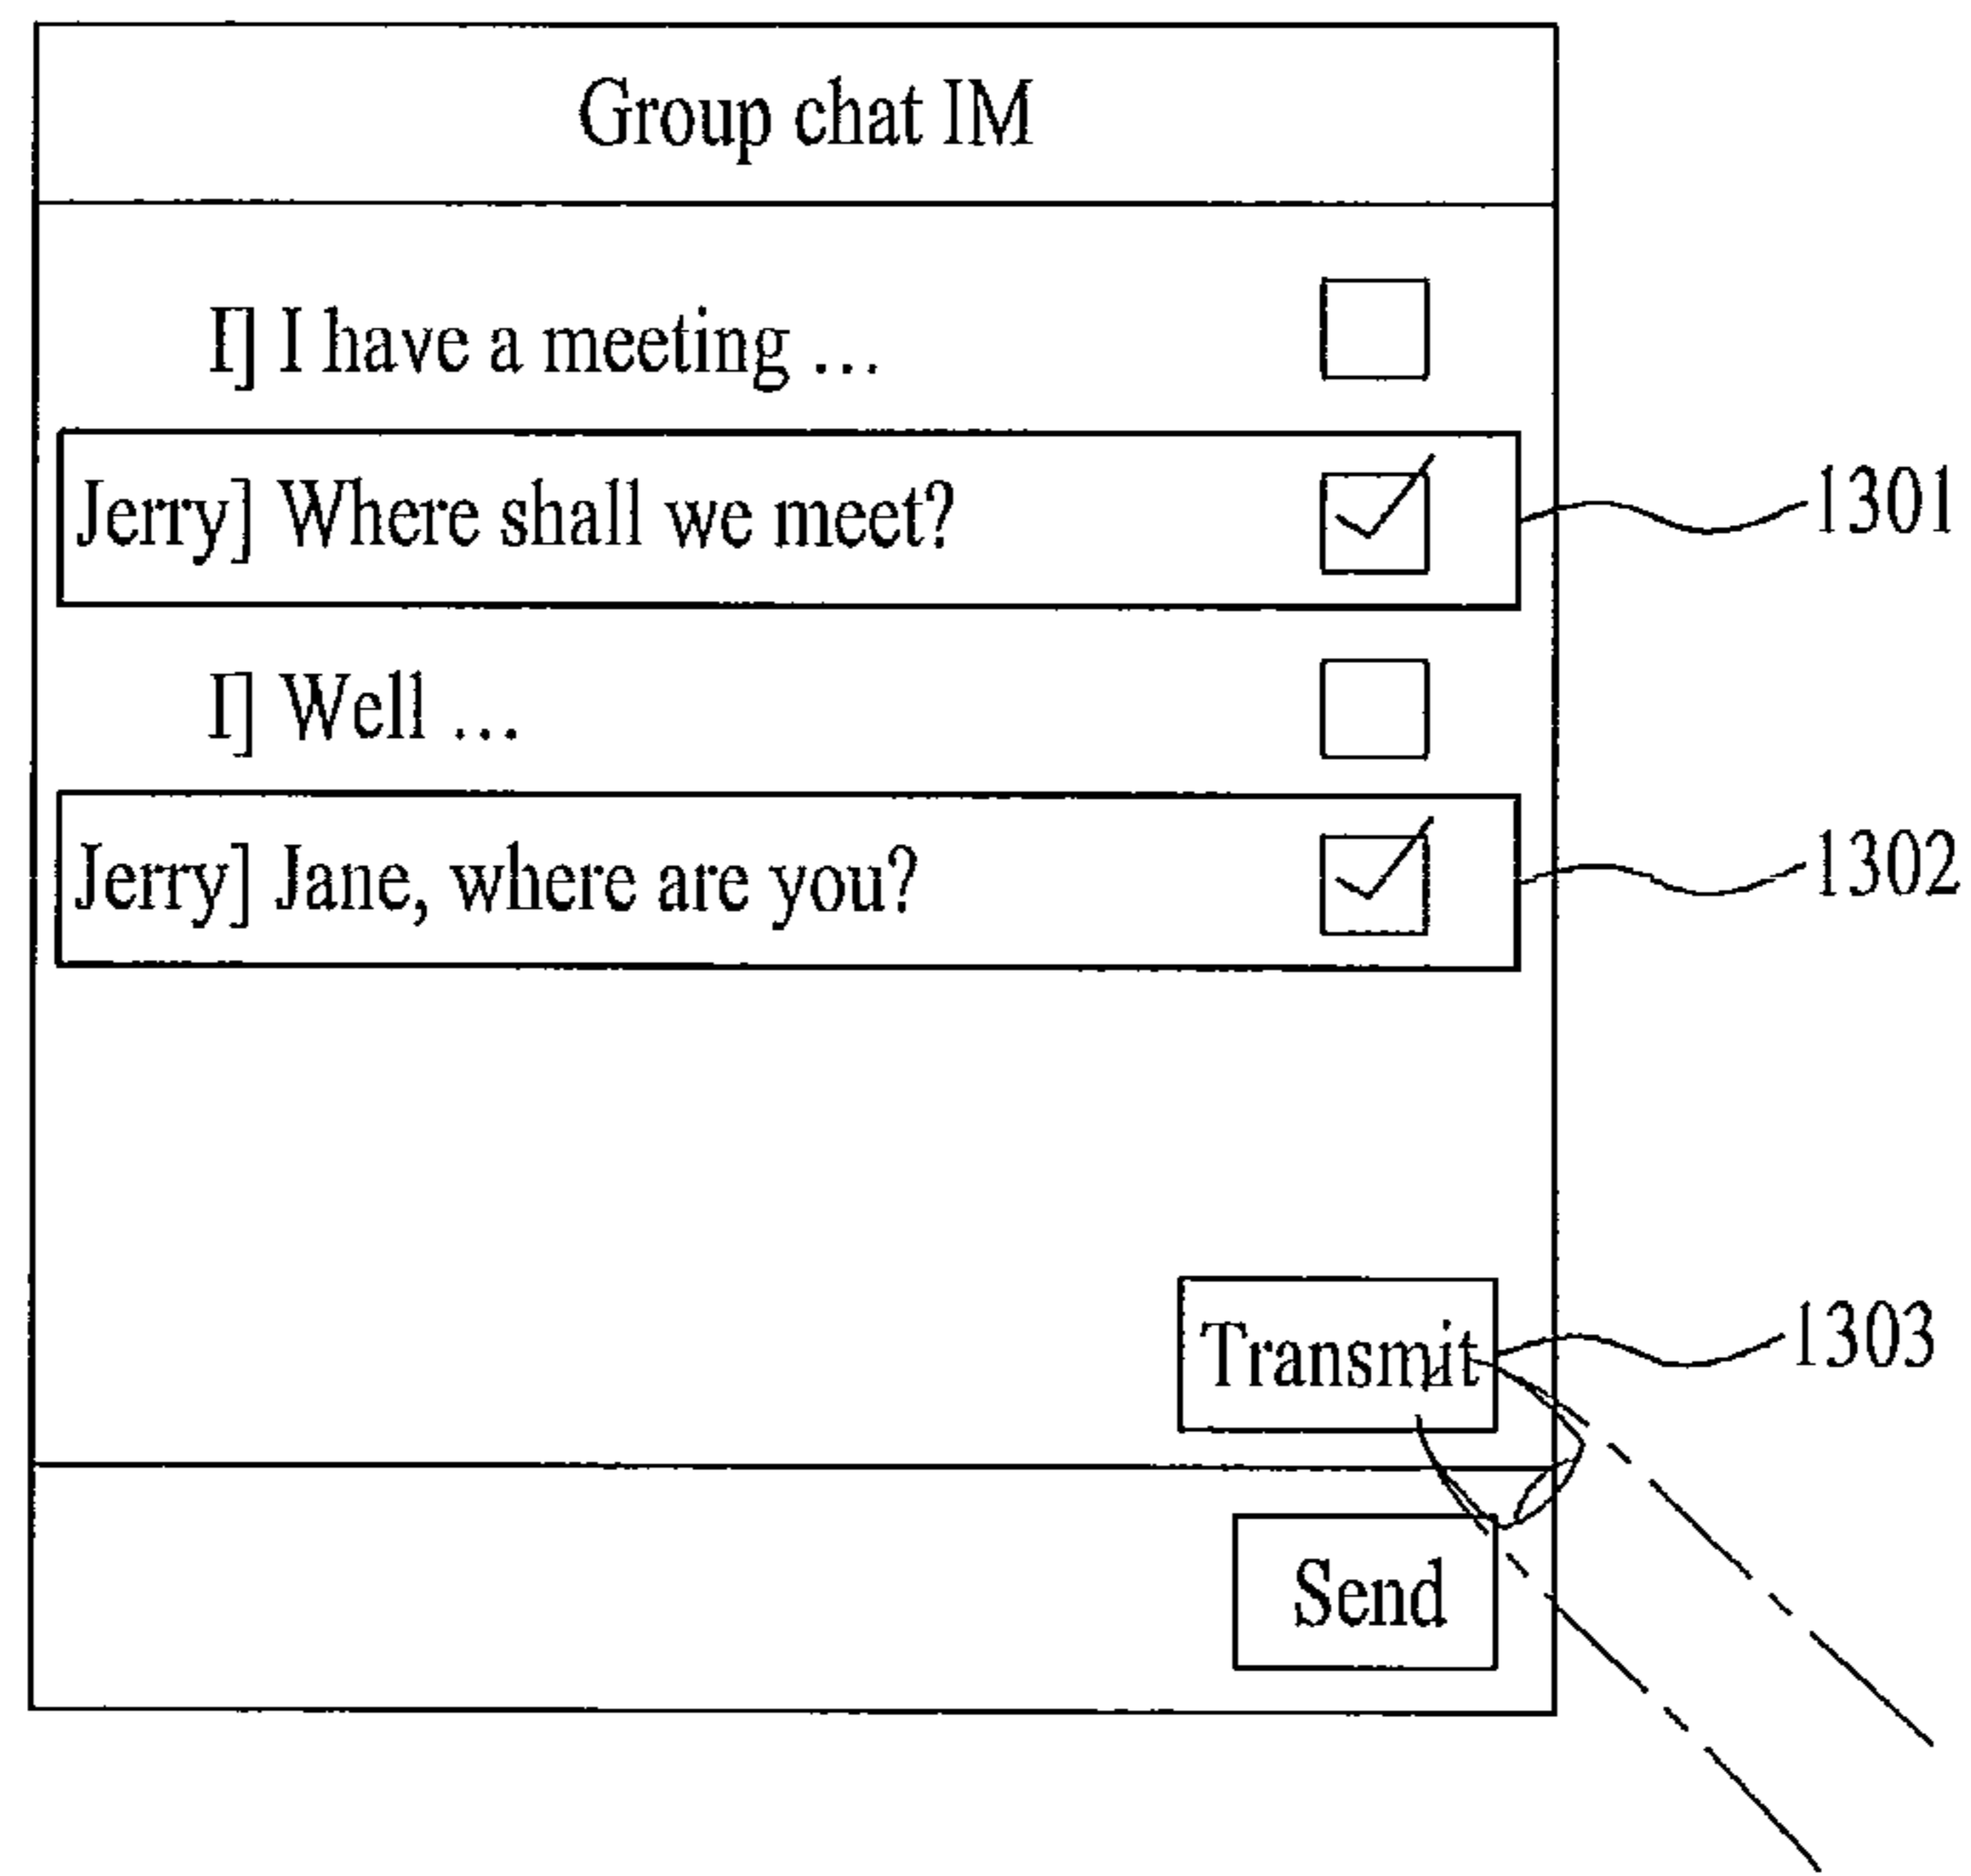 Group chat IM
I] I have a meeting ...
Jerry] Where shall we meet?
1301
I] Well ...
Jerry] Jane, where are you?
1302
Transmit
1303
Send